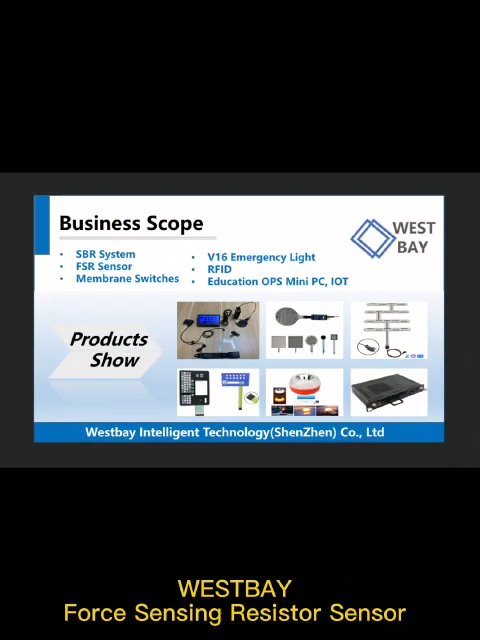 Business Scope
WEST
BAY
• SBR System
• FSR Sensor
• Membrane Switches
• V16 Emergency Light
• RFID
• Education OPS Mini PC, IOT
Products
Show
Westbay Intelligent Technology(ShenZhen) Co., Ltd
WESTBAY
Force Sensing Resistor Sensor